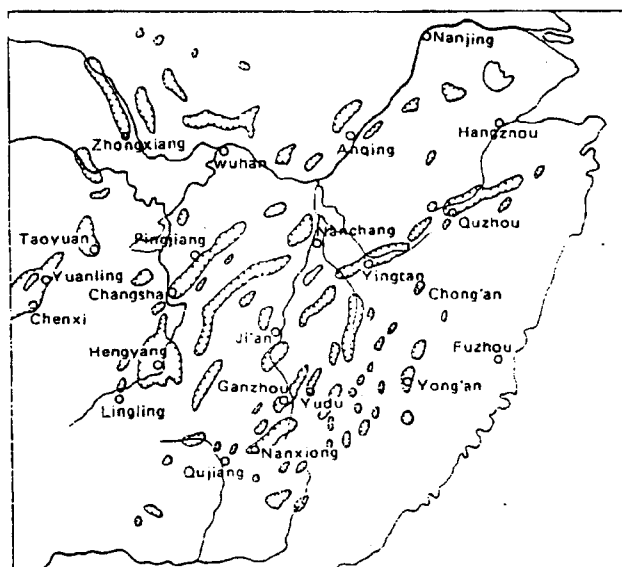 Nanjing
Zhongxiang
Wuhan
Anqing
Hangzhou
Quzhou
Taoyuan
Pingjiang
Nanchang
Yingtan
Yuanling
Changsha
Chong'an
Chenxi
Ji'an
Fuzhou
Hengyang
Ganzhou
Yudu
Yong'an
Lingling
Nanxiong
Qujiang